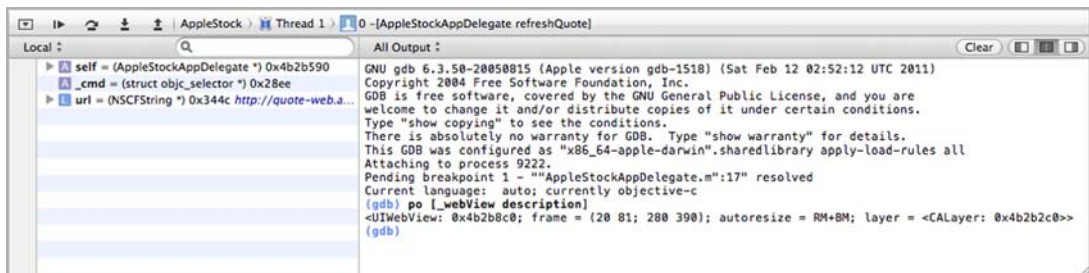 AppleStock
Thread 1
0 -[AppleStockAppDelegate refreshQuote]
Local
All Output
Clear
self = (AppleStockAppDelegate *) 0x4b2b590
_cmd = (struct objc_selector *) 0x28ee
url = (NSCFString *) 0x344c http://quote-web.a...
GNU gdb 6.3.50-20050815 (Apple version gdb-1518) (Sat Feb 12 02:52:12 UTC 2011)
Copyright 2004 Free Software Foundation, Inc.
GDB is free software, covered by the GNU General Public License, and you are
welcome to change it and/or distribute copies of it under certain conditions.
Type "show copying" to see the conditions.
There is absolutely no warranty for GDB.  Type "show warranty" for details.
This GDB was configured as "x86_64-apple-darwin".sharedlibrary apply-load-rules all
Attaching to process 9222.
Pending breakpoint 1 - ""AppleStockAppDelegate.m":17" resolved
Current language:  auto; currently objective-c
(gdb) po [_webView description]
<UIWebView: 0x4b2b8c0; frame = (20 81; 280 390); autoresize = RM+BM; layer = <CALayer: 0x4b2b2c0>>
(gdb)